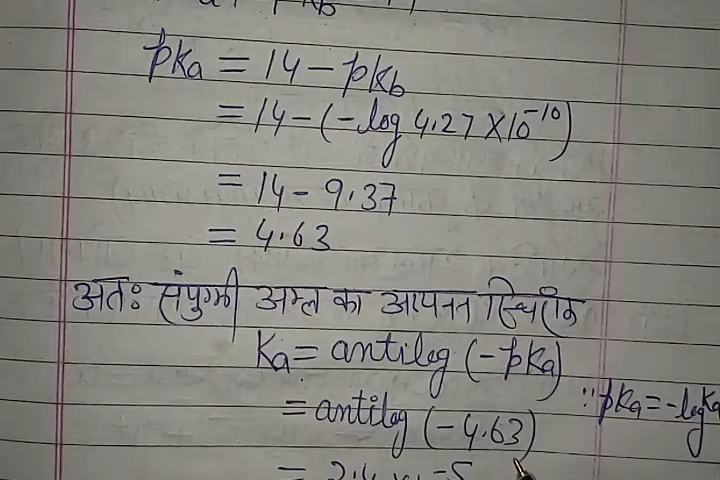 pKa = 14 - pKb
= 14 - (-log 4.27 × 10⁻¹⁰)
= 14 - 9.37
= 4.63
अतः संयुग्मी अम्ल का आयनन स्थिरांक
Ka = antilog (-pKa)
= antilog (-4.63) ∵ pKa = -log Ka